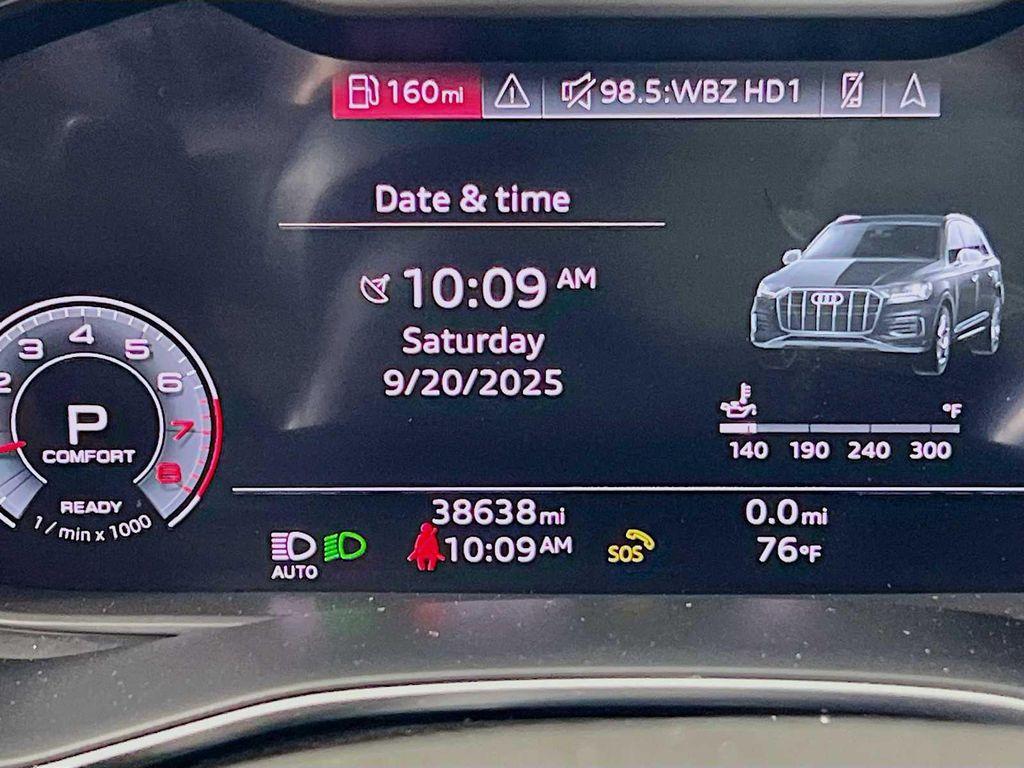 160mi
98.5:WBZ HD1
Date & time
10:09 AM
Saturday
9/20/2025
2 3 4 5 6 7 8
P
COMFORT
READY
1 / min x 1000
°F
140 190 240 300
38638mi
0.0mi
AUTO
10:09AM
SOS
76°F